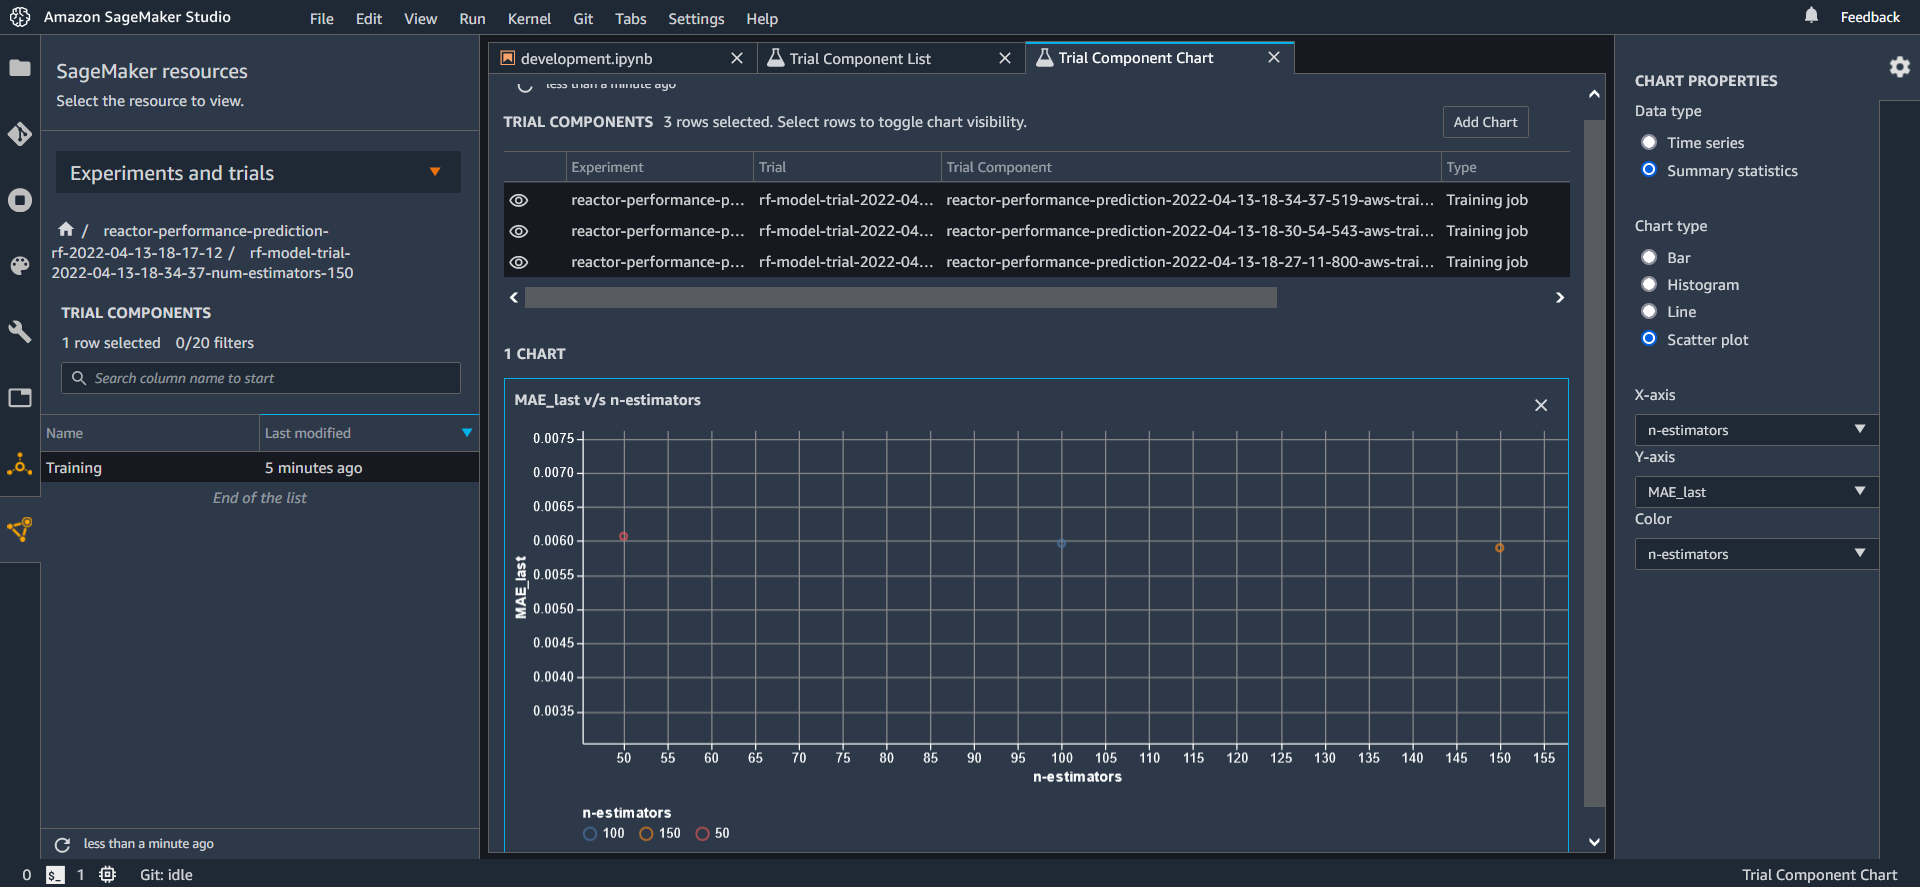 Amazon SageMaker Studio File Edit View Run Kernel Git Tabs Settings Help Feedback
SageMaker resources
Select the resource to view.
Experiments and trials
/ reactor-performance-prediction-
rf-2022-04-13-18-17-12 / rf-model-trial-
2022-04-13-18-34-37-num-estimators-150
TRIAL COMPONENTS
1 row selected 0/20 filters
Search column name to start
Name Last modified
Training 5 minutes ago
End of the list
less than a minute ago
development.ipynb Trial Component List Trial Component Chart
less than a minute ago
TRIAL COMPONENTS 3 rows selected. Select rows to toggle chart visibility. Add Chart
Experiment Trial Trial Component Type
reactor-performance-p... rf-model-trial-2022-04... reactor-performance-prediction-2022-04-13-18-34-37-519-aws-trai... Training job
reactor-performance-p... rf-model-trial-2022-04... reactor-performance-prediction-2022-04-13-18-30-54-543-aws-trai... Training job
reactor-performance-p... rf-model-trial-2022-04... reactor-performance-prediction-2022-04-13-18-27-11-800-aws-trai... Training job
1 CHART
MAE_last v/s n-estimators
0.0075
0.0070
0.0065
0.0060
0.0055
0.0050
0.0045
0.0040
0.0035
MAE_last
50 55 60 65 70 75 80 85 90 95 100 105 110 115 120 125 130 135 140 145 150 155
n-estimators
n-estimators
100 150 50
CHART PROPERTIES
Data type
Time series
Summary statistics
Chart type
Bar
Histogram
Line
Scatter plot
X-axis
n-estimators
Y-axis
MAE_last
Color
n-estimators
0 $_ 1 Git: idle Trial Component Chart